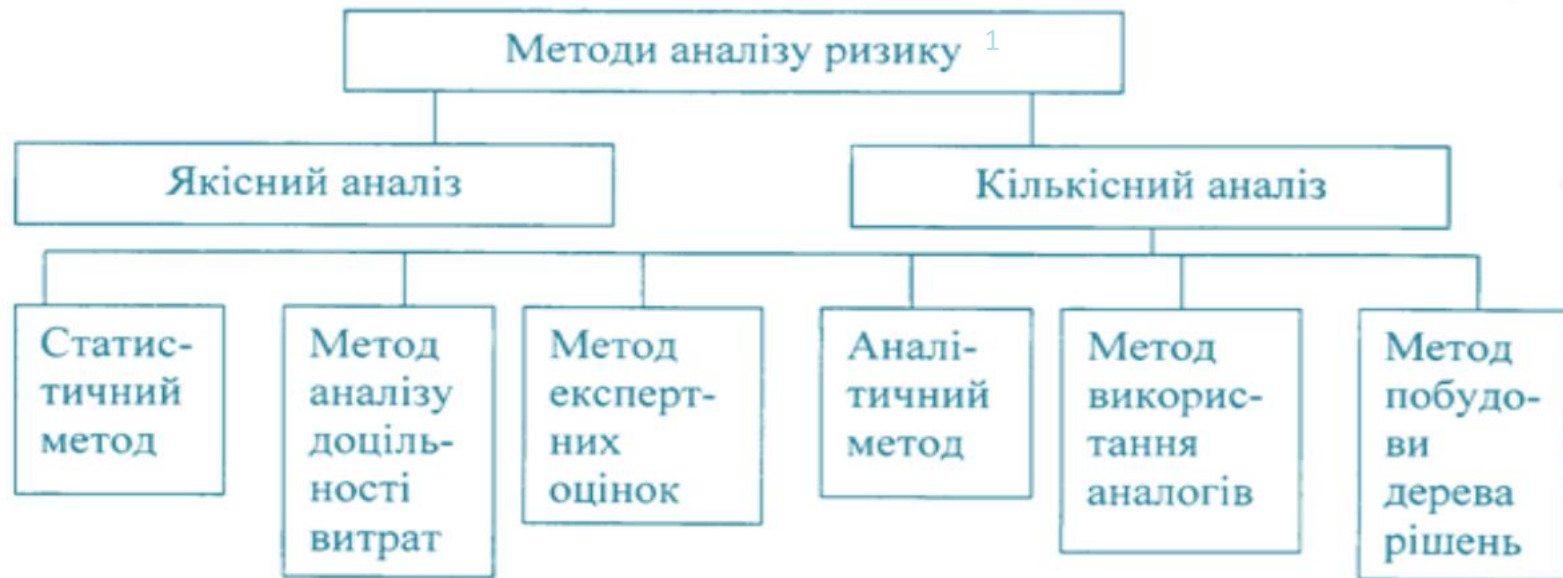 Методи аналізу ризику 1
Якісний аналіз
Кількісний аналіз
Статис-
тичний
метод
Метод
аналізу
доціль-
ності
витрат
Метод
експерт-
них
оцінок
Аналі-
тичний
метод
Метод
викорис-
тання
аналогів
Метод
побудо-
ви
дерева
рішень